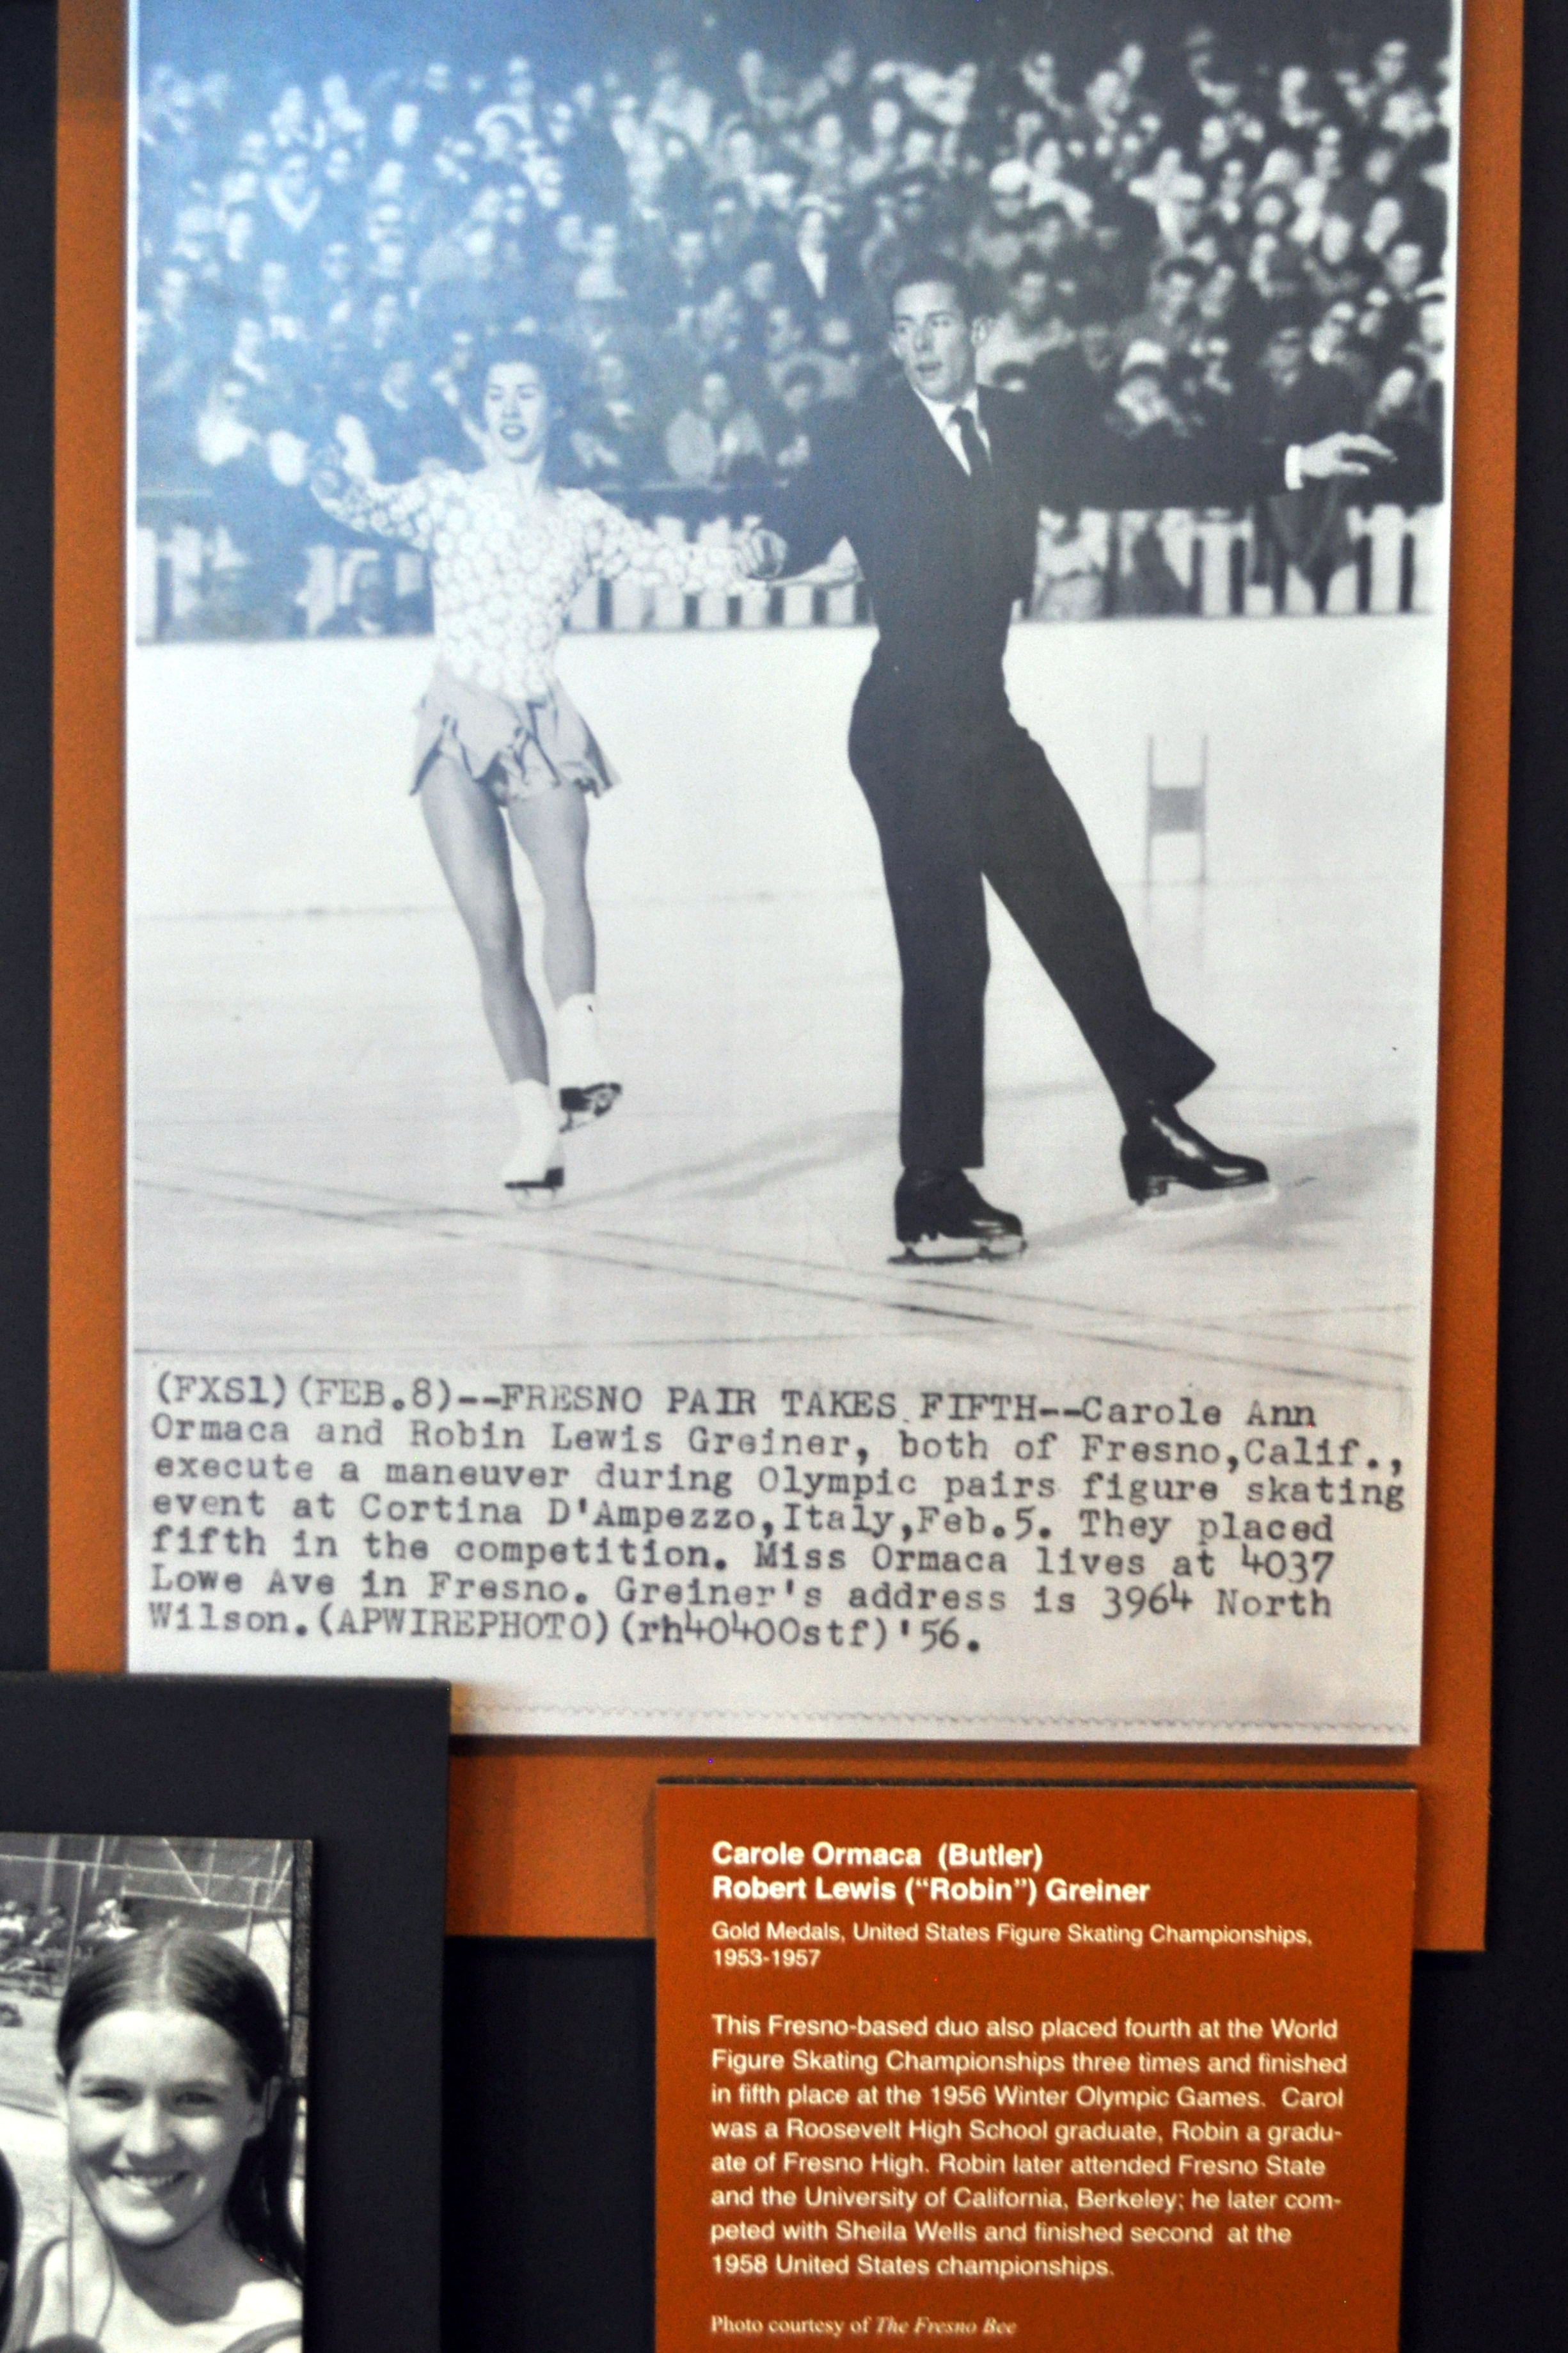 (FXS1)(FEB.8)--FRESNO PAIR TAKES FIFTH--Carole Ann
Ormaca and Robin Lewis Greiner, both of Fresno,Calif.,
execute a maneuver during Olympic pairs figure skating
event at Cortina D'Ampezzo,Italy,Feb.5. They placed
fifth in the competition. Miss Ormaca lives at 4037
Lowe Ave in Fresno. Greiner's address is 3964 North
Wilson.(APWIREPHOTO)(rh40400stf)'56.
Carole Ormaca (Butler)
Robert Lewis (“Robin”) Greiner
Gold Medals, United States Figure Skating Championships,
1953-1957
This Fresno-based duo also placed fourth at the World
Figure Skating Championships three times and finished
in fifth place at the 1956 Winter Olympic Games. Carol
was a Roosevelt High School graduate, Robin a gradu-
ate of Fresno High. Robin later attended Fresno State
and the University of California, Berkeley; he later com-
peted with Sheila Wells and finished second at the
1958 United States championships.
Photo courtesy of The Fresno Bee